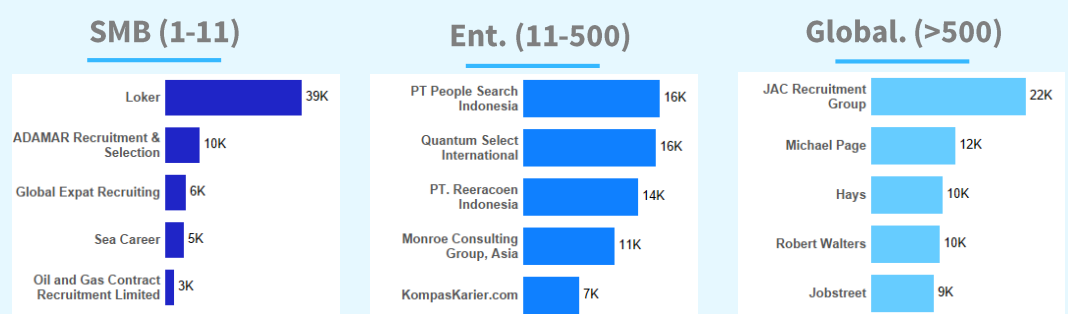 SMB (1-11)
Loker
39K
ADAMAR Recruitment &
Selection
10K
Global Expat Recruiting
6K
Sea Career
5K
Oil and Gas Contract
Recruitment Limited
3K
Ent. (11-500)
PT People Search
Indonesia
16K
Quantum Select
International
16K
PT. Reeracoen
Indonesia
14K
Monroe Consulting
Group, Asia
11K
KompasKarier.com
7K
Global. (>500)
JAC Recruitment
Group
22K
Michael Page
12K
Hays
10K
Robert Walters
10K
Jobstreet
9K